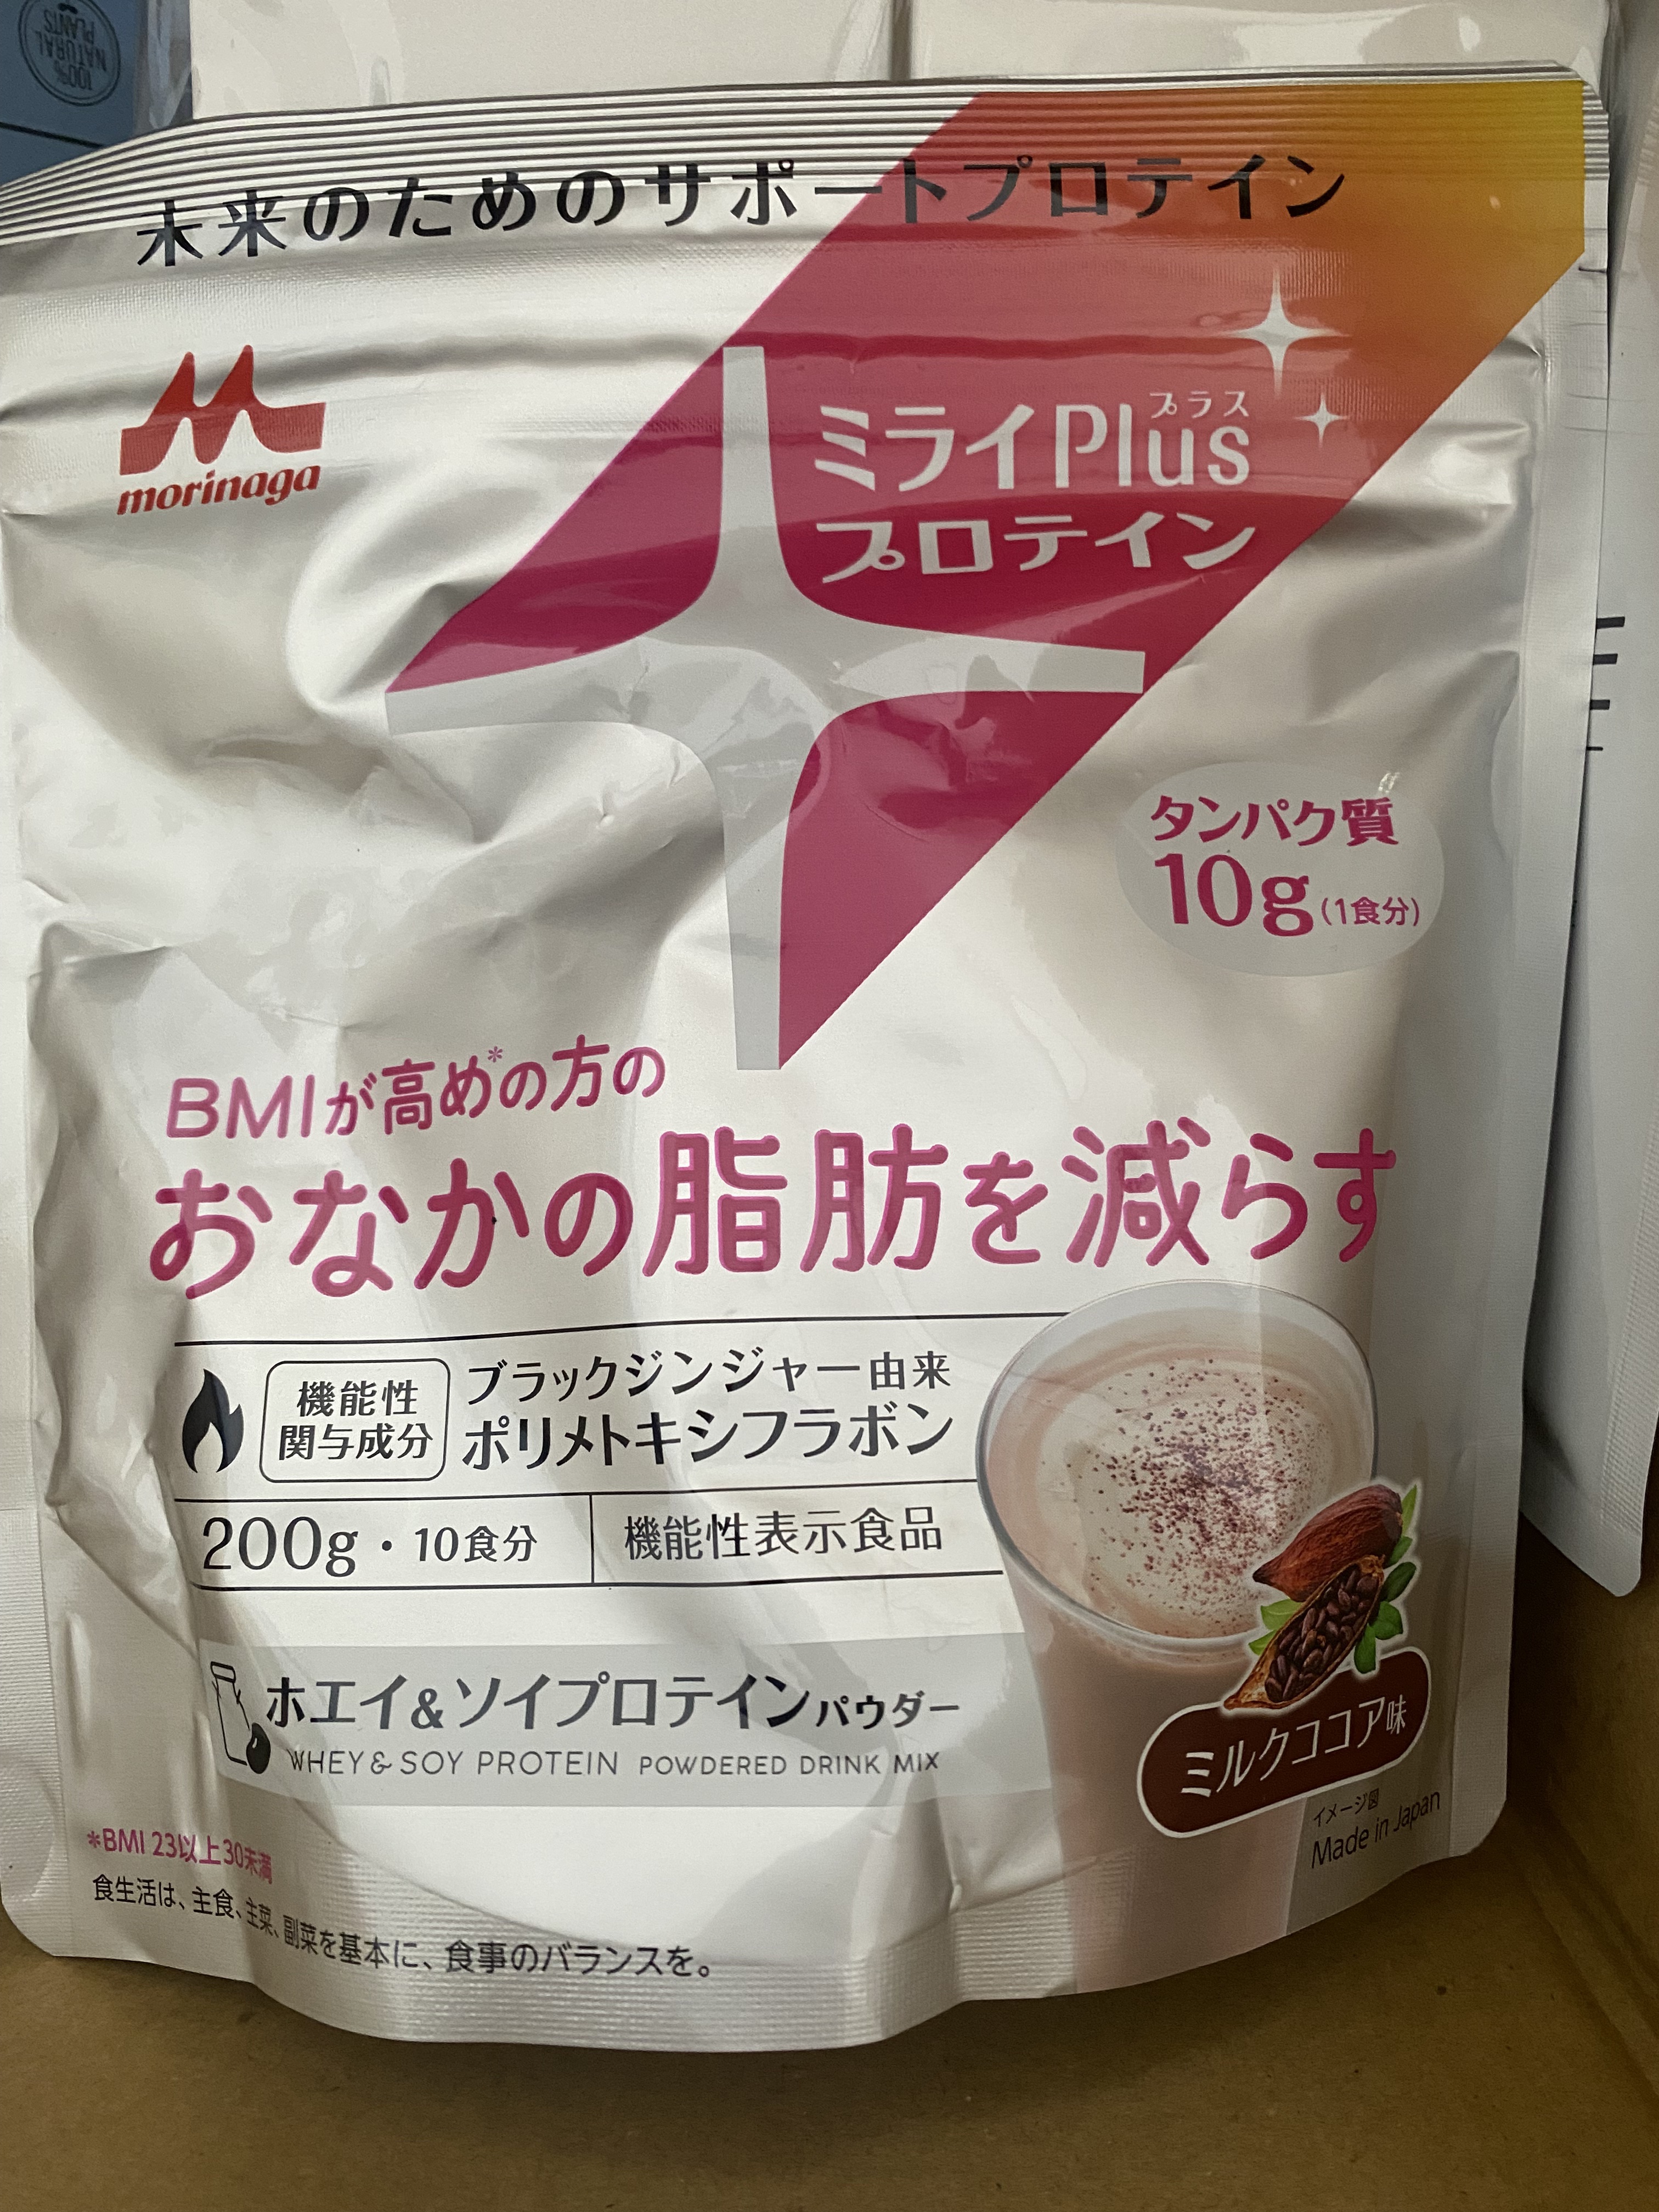 100%
NATURAL
PLANTS
未来のためのサポートプロテイン
morinaga
プラス
ミライPlus
プロテイン
タンパク質
10g(1食分)
BMIが高め*の方の
おなかの脂肪を減らす
機能性
関与成分
ブラックジンジャー由来
ポリメトキシフラボン
200g・10食分
機能性表示食品
ホエイ&ソイプロテインパウダー
WHEY & SOY PROTEIN POWDERED DRINK MIX
ミルクココア味
イメージ図
Made in Japan
*BMI 23以上30未満
食生活は、主食、主菜、副菜を基本に、食事のバランスを。